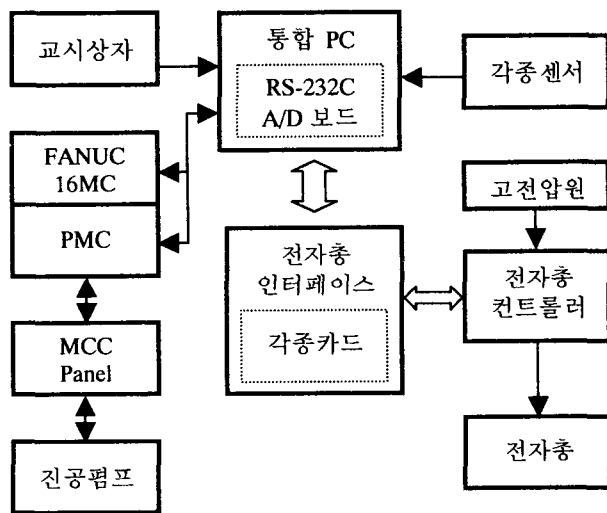 교시상자
통합 PC
RS-232C
A/D 보드
각종센서
FANUC
16MC
PMC
고전압원
전자총
인터페이스
각종카드
전자총
컨트롤러
MCC
Panel
진공펌프
전자총